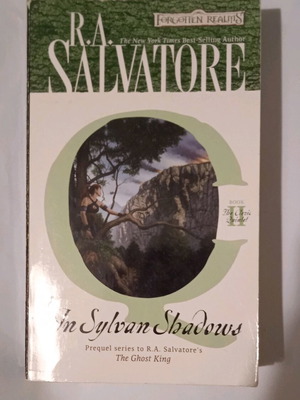 FORGOTTEN REALMS
R.A.
The New York Times Best-Selling Author
SALVATORE
BOOK
II
The Cleric Quintet
In Sylvan Shadows
Prequel series to R.A. Salvatore's
The Ghost King